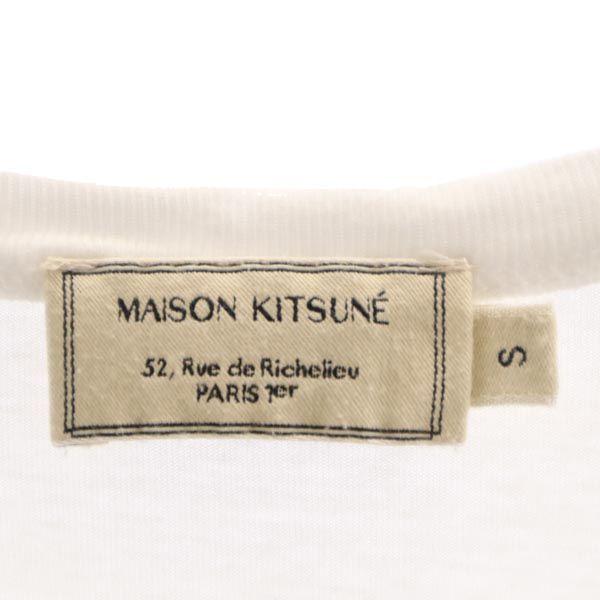 MAISON KITSUNÉ
52, Rue de Richelieu
PARIS 1er
S